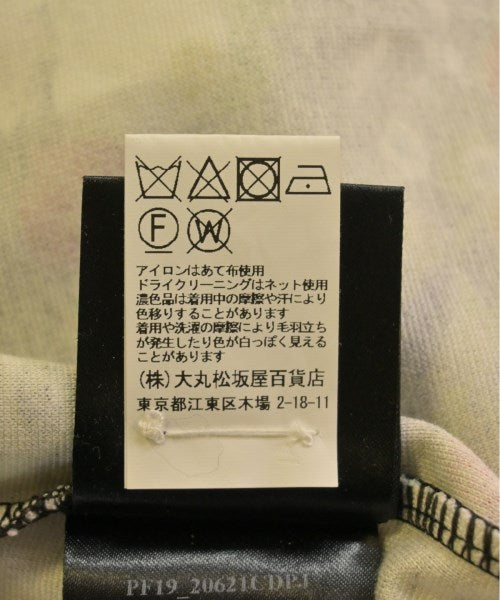 F W
アイロンはあて布使用
ドライクリーニングはネット使用
濃色品は着用中の摩擦や汗により
色移りすることがあります
着用や洗濯の摩擦により毛羽立ち
が発生したり色が白っぽく見える
ことがあります
(株)大丸松坂屋百貨店
東京都江東区木場 2-18-11
PF19_20621CDPJ